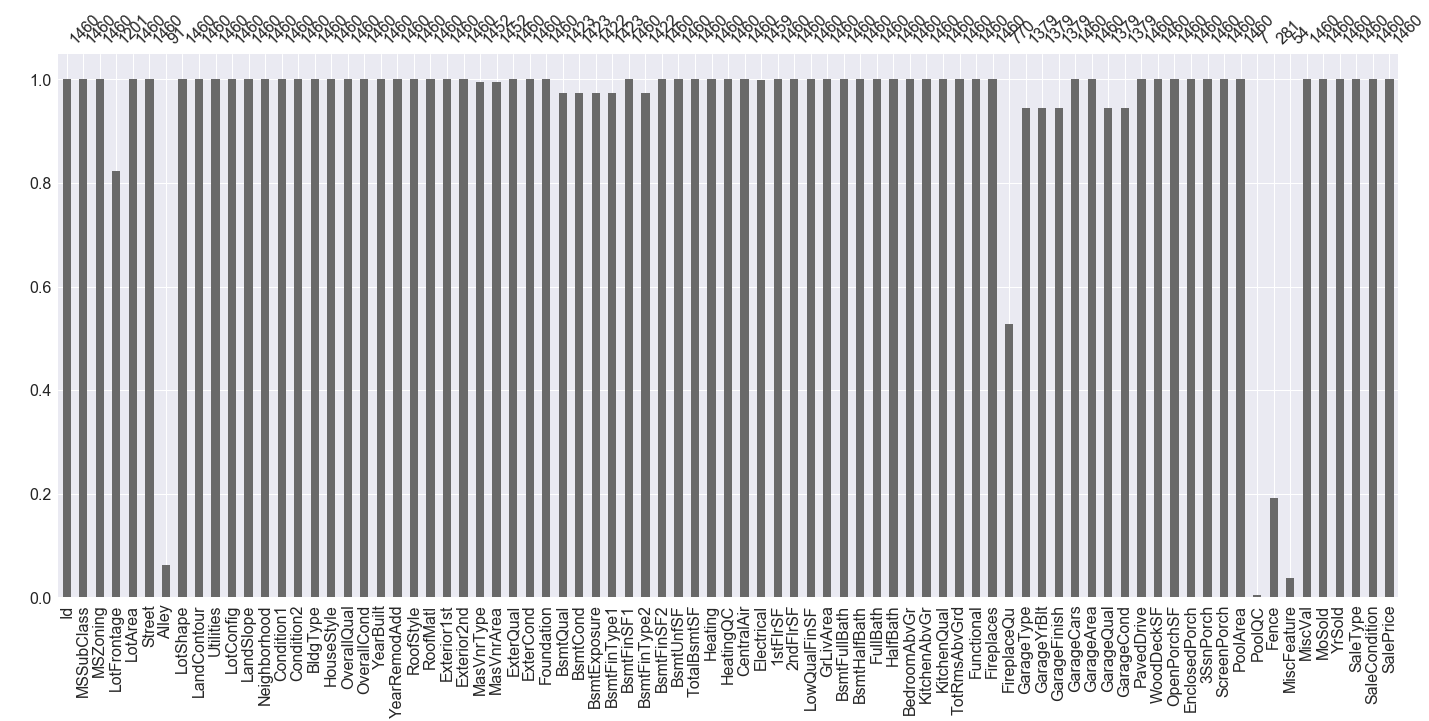 1460 1460 1460 1201 1460 1460 91 1460 1460 1460 1460 1460 1460 1460 1460 1460 1460 1460 1460 1460 1460 1460 1460 1460 1460 1452 1452 1460 1460 1460 1423 1423 1422 1423 1460 1422 1460 1460 1460 1460 1460 1460 1459 1460 1460 1460 1460 1460 1460 1460 1460 1460 1460 1460 1460 1460 1460 770 1379 1379 1379 1460 1460 1379 1379 1460 1460 1460 1460 1460 1460 1460 7 281 54 1460 1460 1460 1460 1460 1460
1.0
0.8
0.6
0.4
0.2
0.0
Id
MSSubClass
MSZoning
LotFrontage
LotArea
Street
Alley
LotShape
LandContour
Utilities
LotConfig
LandSlope
Neighborhood
Condition1
Condition2
BldgType
HouseStyle
OverallQual
OverallCond
YearBuilt
YearRemodAdd
RoofStyle
RoofMatl
Exterior1st
Exterior2nd
MasVnrType
MasVnrArea
ExterQual
ExterCond
Foundation
BsmtQual
BsmtCond
BsmtExposure
BsmtFinType1
BsmtFinSF1
BsmtFinType2
BsmtFinSF2
BsmtUnfSF
TotalBsmtSF
Heating
HeatingQC
CentralAir
Electrical
1stFlrSF
2ndFlrSF
LowQualFinSF
GrLivArea
BsmtFullBath
BsmtHalfBath
FullBath
HalfBath
BedroomAbvGr
KitchenAbvGr
KitchenQual
TotRmsAbvGrd
Functional
Fireplaces
FireplaceQu
GarageType
GarageYrBlt
GarageFinish
GarageCars
GarageArea
GarageQual
GarageCond
PavedDrive
WoodDeckSF
OpenPorchSF
EnclosedPorch
3SsnPorch
ScreenPorch
PoolArea
PoolQC
Fence
MiscFeature
MiscVal
MoSold
YrSold
SaleType
SaleCondition
SalePrice